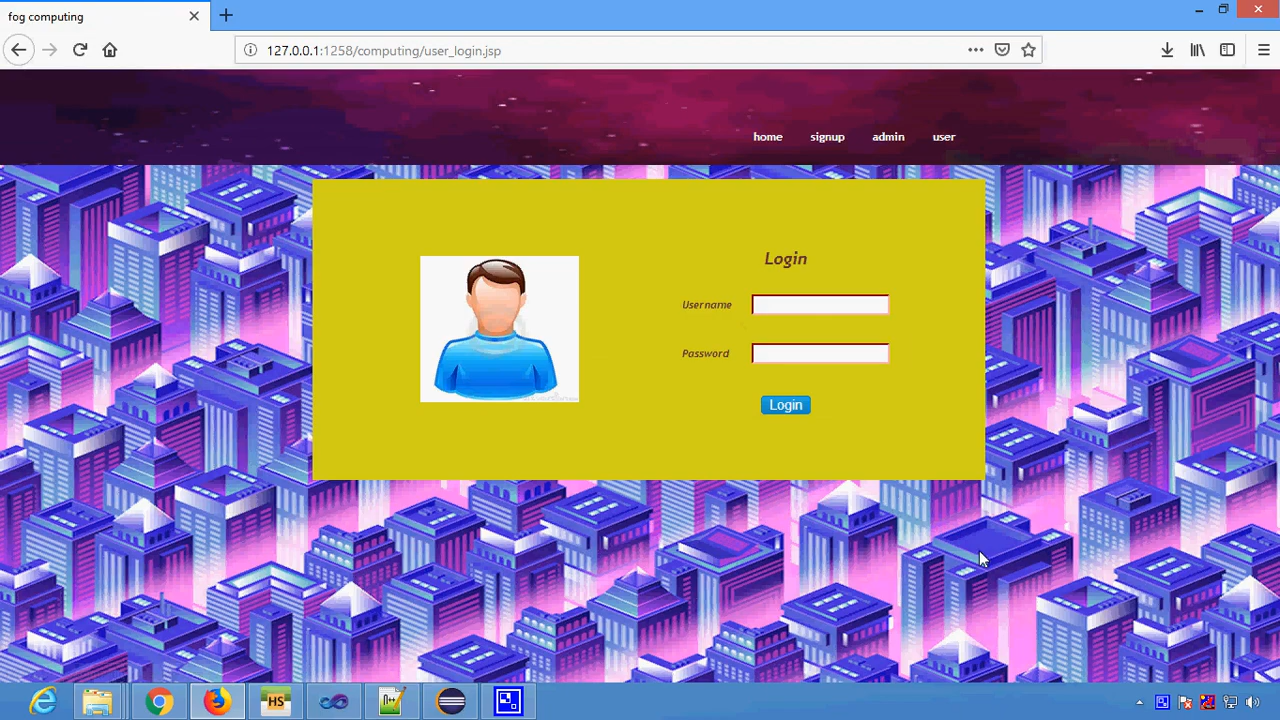 fog computing
127.0.0.1:1258/computing/user_login.jsp
home signup admin user
Login
Username
Password
Login
HS